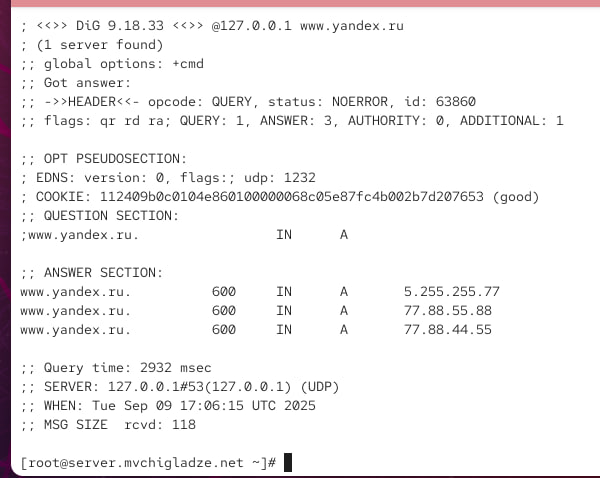 ; <<>> DiG 9.18.33 <<>> @127.0.0.1 www.yandex.ru
; (1 server found)
;; global options: +cmd
;; Got answer:
;; ->>HEADER<<- opcode: QUERY, status: NOERROR, id: 63860
;; flags: qr rd ra; QUERY: 1, ANSWER: 3, AUTHORITY: 0, ADDITIONAL: 1

;; OPT PSEUDOSECTION:
; EDNS: version: 0, flags:; udp: 1232
; COOKIE: 112409b0c0104e860100000068c05e87fc4b002b7d207653 (good)
;; QUESTION SECTION:
;www.yandex.ru.                 IN      A

;; ANSWER SECTION:
www.yandex.ru.          600     IN      A       5.255.255.77
www.yandex.ru.          600     IN      A       77.88.55.88
www.yandex.ru.          600     IN      A       77.88.44.55

;; Query time: 2932 msec
;; SERVER: 127.0.0.1#53(127.0.0.1) (UDP)
;; WHEN: Tue Sep 09 17:06:15 UTC 2025
;; MSG SIZE  rcvd: 118

[root@server.mvchigladze.net ~]#